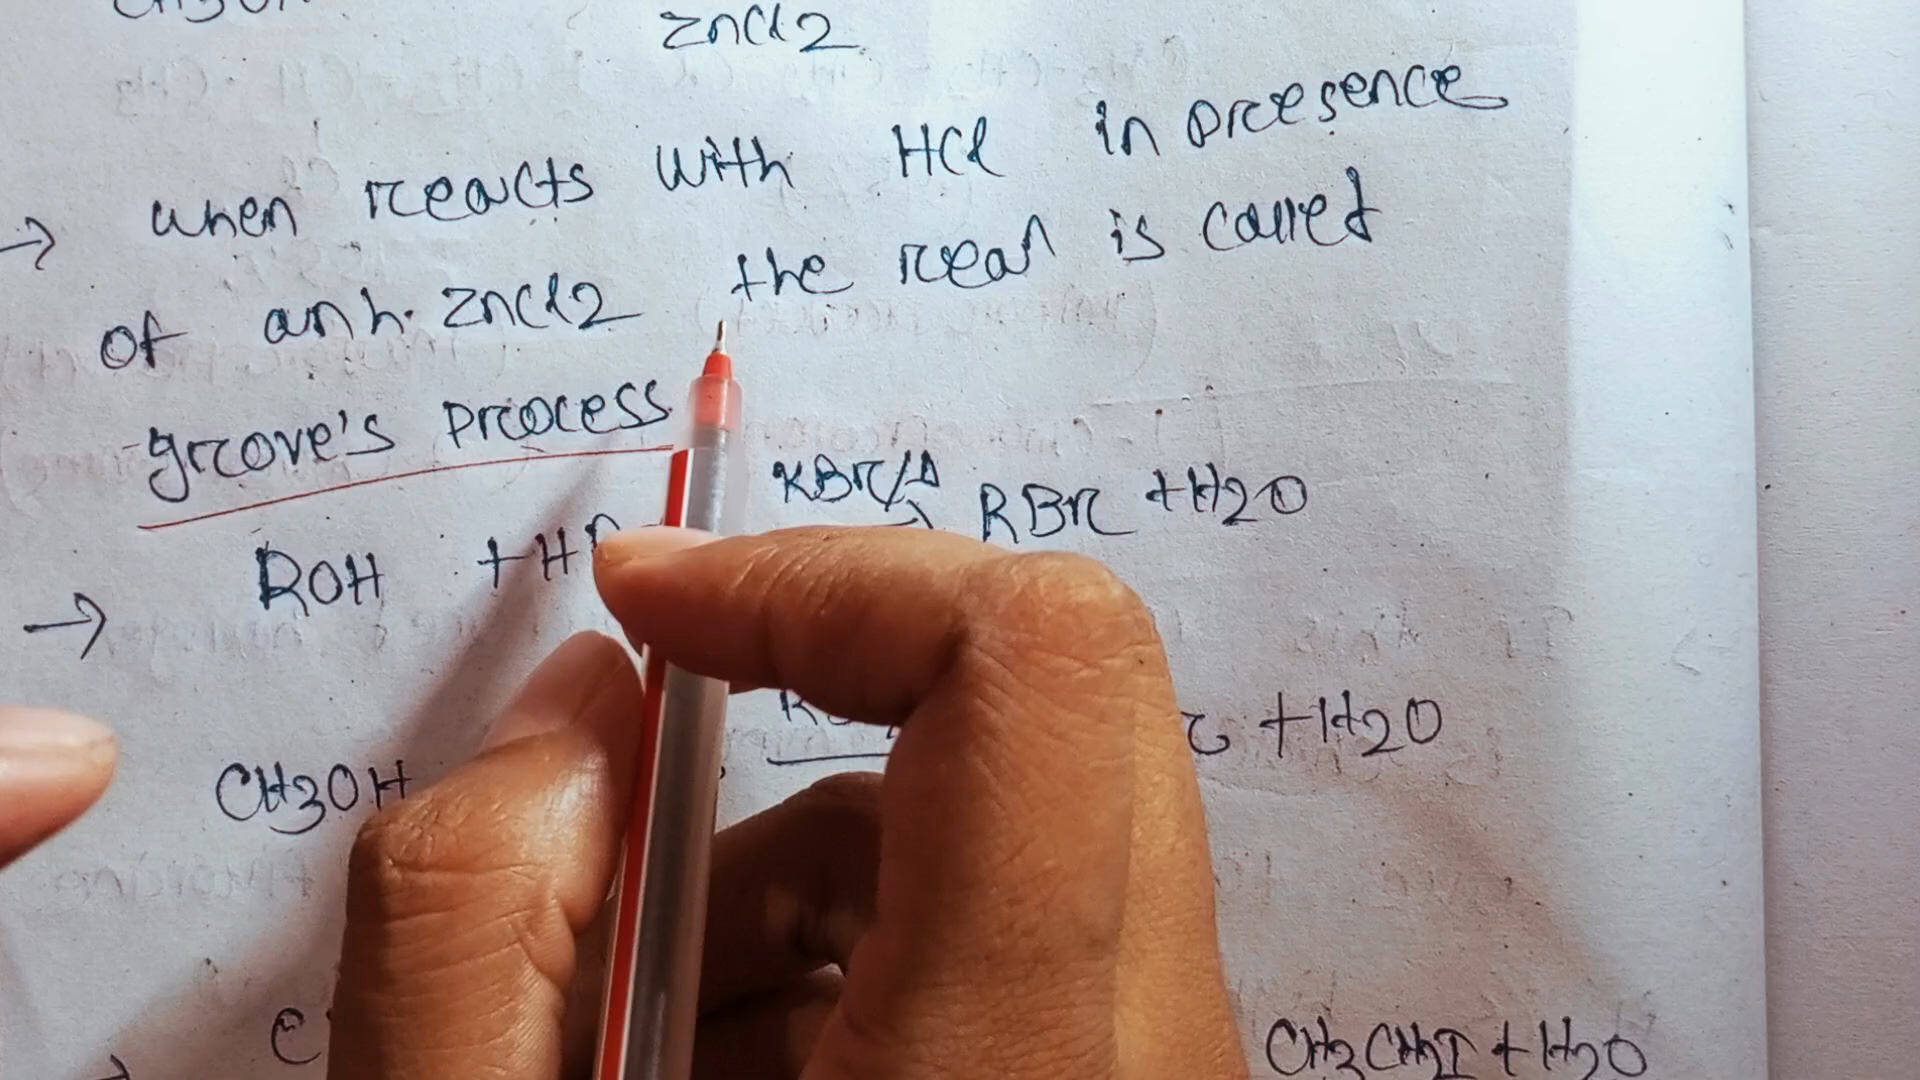 ZnCl2
→ when reacts with HCl in presence
of anh. ZnCl2 the rean is called
grove's process
KBr/Δ
→ ROH +H RBr +H2O
CH3OH +H2O
CH3CH2I + H2O